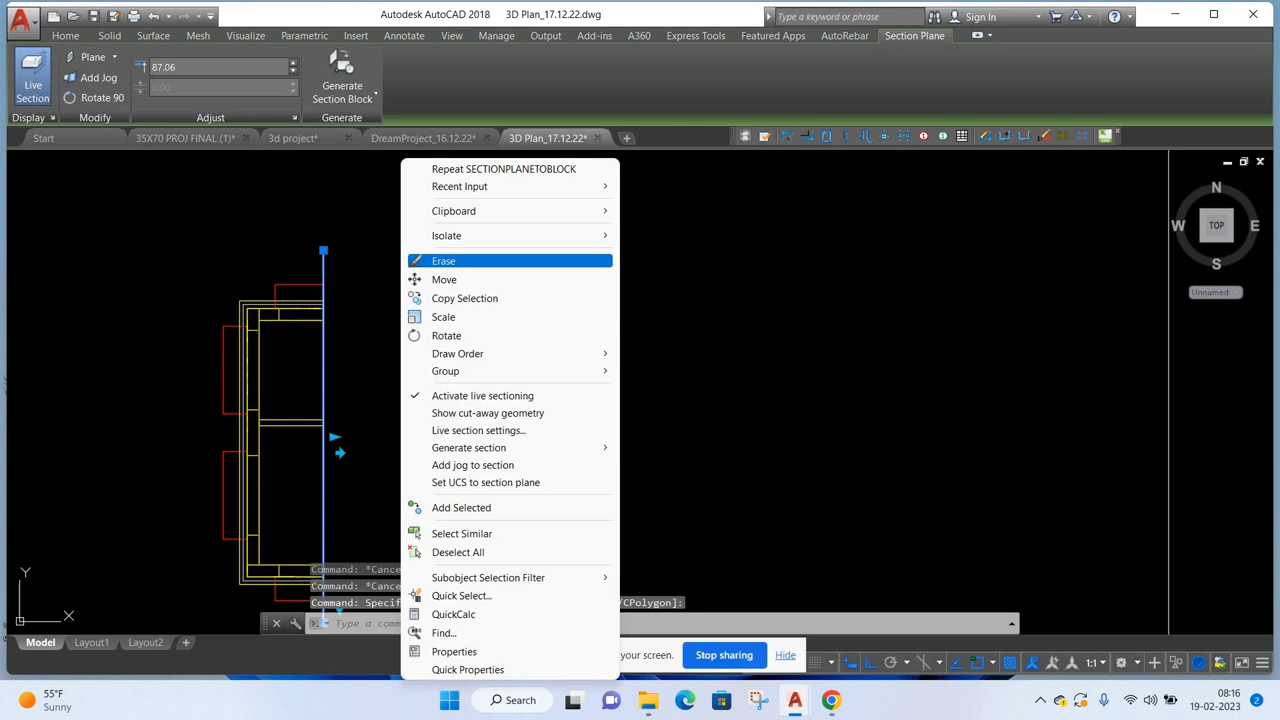 Autodesk AutoCAD 2018 3D Plan_17.12.22.dwg
Type a keyword or phrase
Sign In
Home Solid Surface Mesh Visualize Parametric Insert Annotate View Manage Output Add-ins A360 Express Tools Featured Apps AutoRebar Section Plane
Live
Section
Plane
Add Jog
Rotate 90
87.06
0.00
Generate
Section Block
Display
Modify
Adjust
Generate
Start
35X70 PROJ FINAL (1)*
3d project*
DreamProject_16.12.22*
3D Plan_17.12.22*
Repeat SECTIONPLANETOBLOCK
Recent Input
Clipboard
Isolate
Erase
Move
Copy Selection
Scale
Rotate
Draw Order
Group
Activate live sectioning
Show cut-away geometry
Live section settings...
Generate section
Add jog to section
Set UCS to section plane
Add Selected
Select Similar
Deselect All
Subobject Selection Filter
Quick Select...
QuickCalc
Find...
Properties
Quick Properties
N
W TOP E
S
Unnamed
Y
X
Command: *Cance
Command: *Cance
Command: Specif
/CPolygon]:
Type a comm
Model Layout1 Layout2
your screen.
Stop sharing
Hide
1:1
55°F
Sunny
Search
08:16
19-02-2023
2